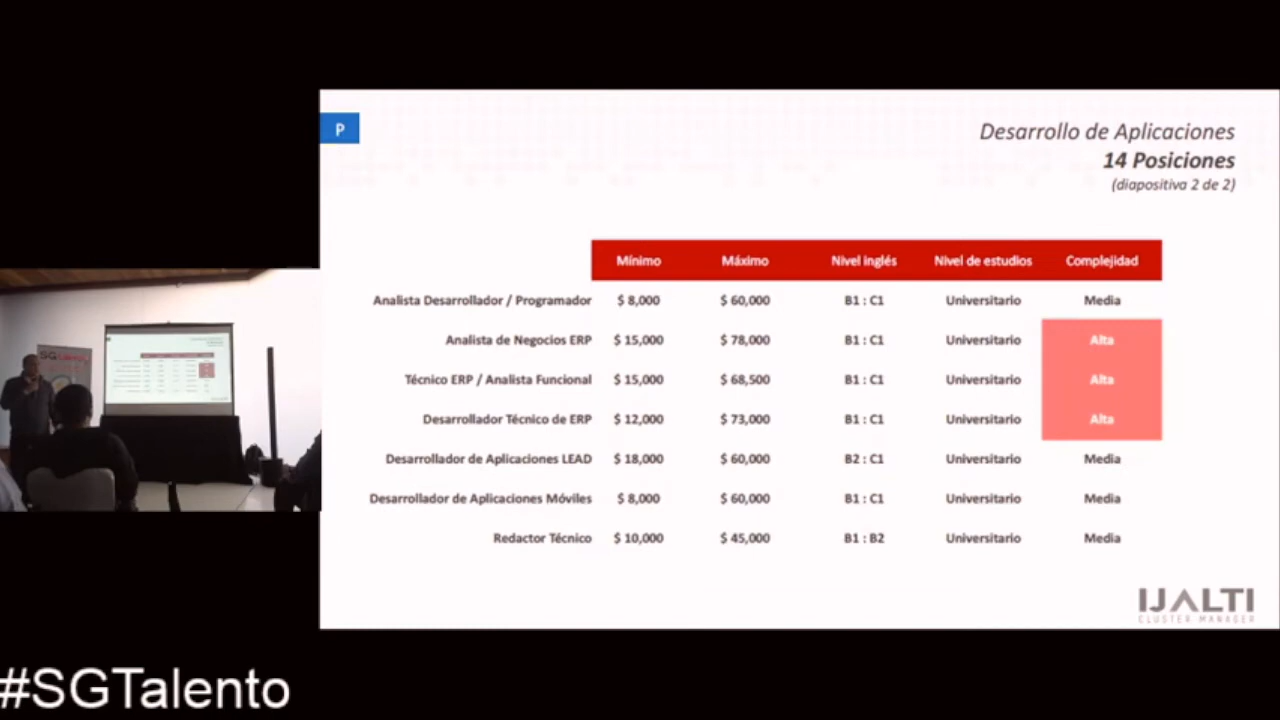 P
Desarrollo de Aplicaciones
14 Posiciones
(diapositiva 2 de 2)
Mínimo Máximo Nivel inglés Nivel de estudios Complejidad
Analista Desarrollador / Programador $ 8,000 $ 60,000 B1 : C1 Universitario Media
Analista de Negocios ERP $ 15,000 $ 78,000 B1 : C1 Universitario Alta
Técnico ERP / Analista Funcional $ 15,000 $ 68,500 B1 : C1 Universitario Alta
Desarrollador Técnico de ERP $ 12,000 $ 73,000 B1 : C1 Universitario Alta
Desarrollador de Aplicaciones LEAD $ 18,000 $ 60,000 B2 : C1 Universitario Media
Desarrollador de Aplicaciones Móviles $ 8,000 $ 60,000 B1 : C1 Universitario Media
Redactor Técnico $ 10,000 $ 45,000 B1 : B2 Universitario Media
IJALTI
CLUSTER MANAGER
#SGTalento